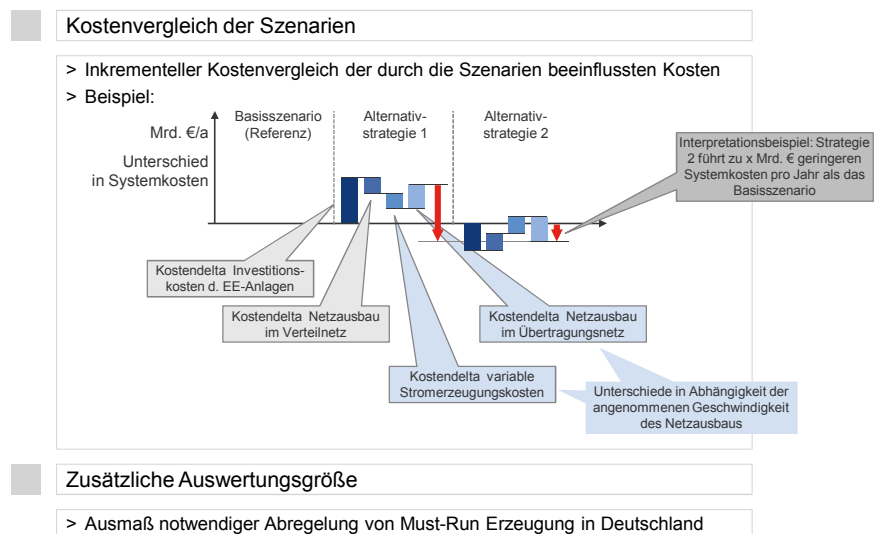 Kostenvergleich der Szenarien
> Inkrementeller Kostenvergleich der durch die Szenarien beeinflussten Kosten
> Beispiel:
Mrd. €/a
Unterschied
in Systemkosten
Basisszenario
(Referenz)
Alternativ-
strategie 1
Alternativ-
strategie 2
Interpretationsbeispiel: Strategie
2 führt zu x Mrd. € geringeren
Systemkosten pro Jahr als das
Basisszenario
Kostendelta Investitions-
kosten d. EE-Anlagen
Kostendelta Netzausbau
im Verteilnetz
Kostendelta Netzausbau
im Übertragungsnetz
Kostendelta variable
Stromerzeugungskosten
Unterschiede in Abhängigkeit der
angenommenen Geschwindigkeit
des Netzausbaus
Zusätzliche Auswertungsgröße
> Ausmaß notwendiger Abregelung von Must-Run Erzeugung in Deutschland